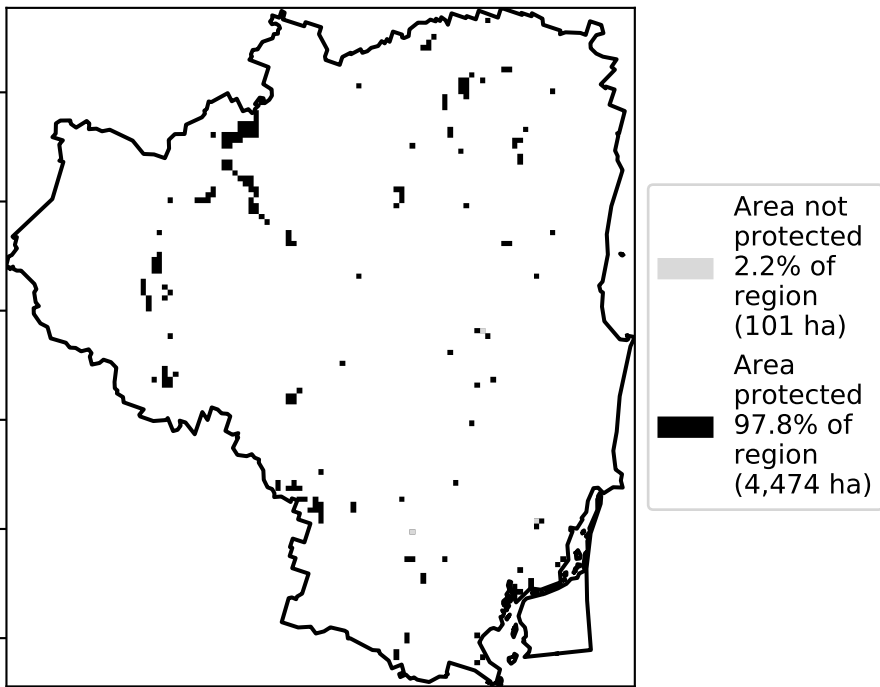 Area not
protected
2.2% of
region
(101 ha)
Area
protected
97.8% of
region
(4,474 ha)